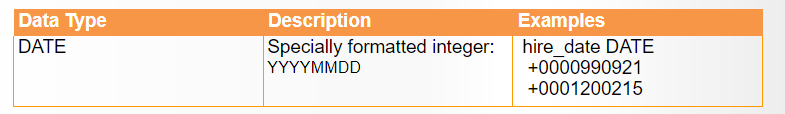 Data Type Description Examples
DATE Specially formatted integer: hire_date DATE
YYYYMMDD +0000990921
+0001200215